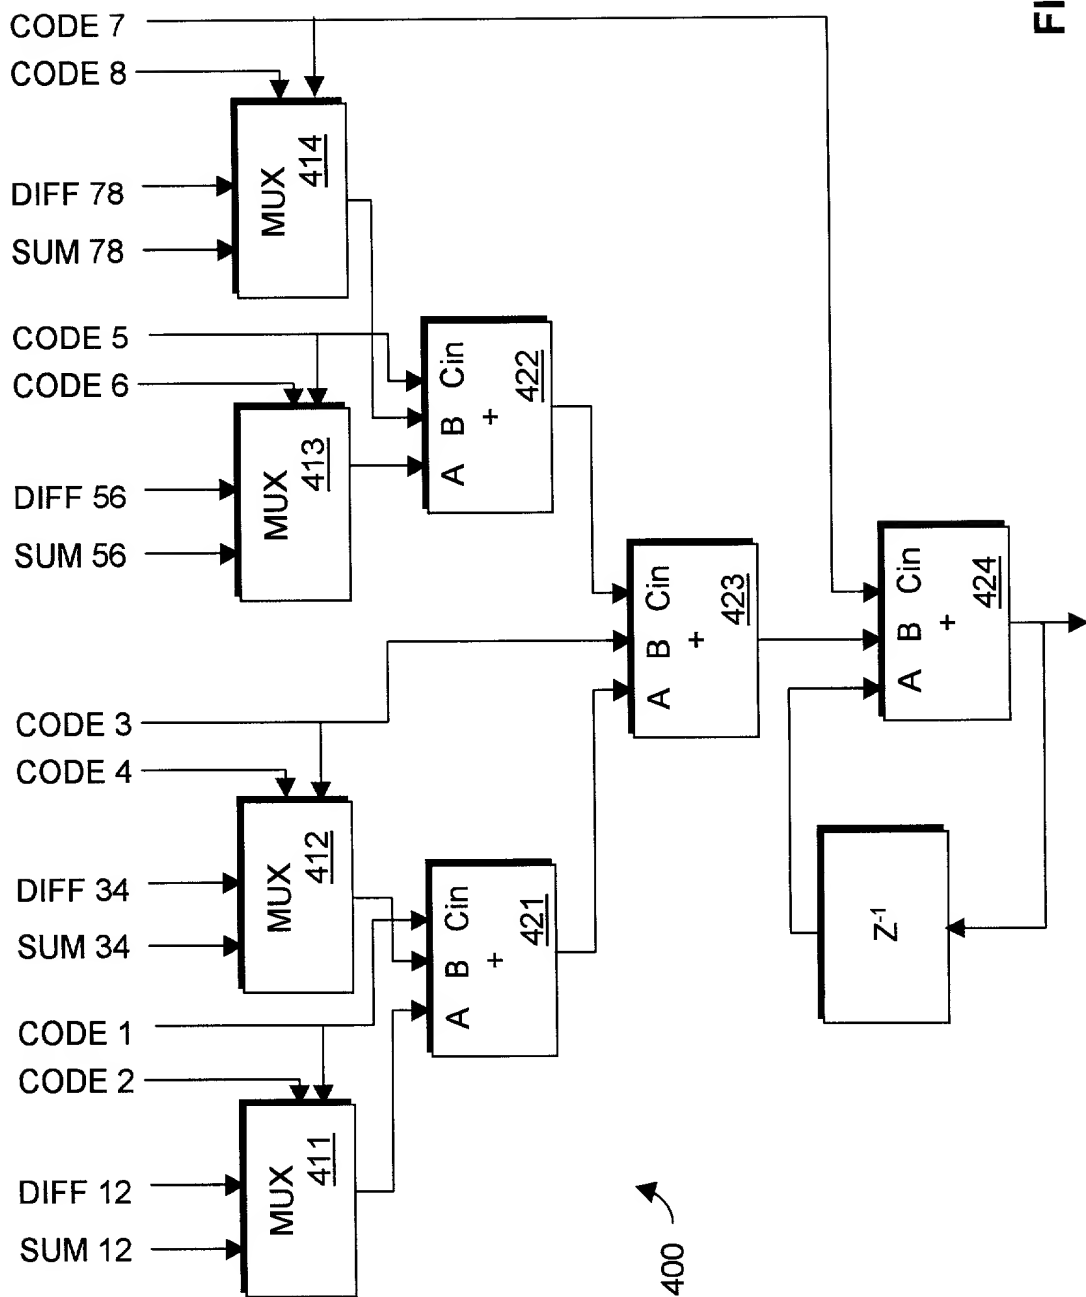 CODE 7
CODE 8
DIFF 78
SUM 78
MUX
414
CODE 5
CODE 6
DIFF 56
SUM 56
MUX
413
A B Cin
+
422
CODE 3
CODE 4
DIFF 34
SUM 34
MUX
412
CODE 1
CODE 2
DIFF 12
SUM 12
MUX
411
A B Cin
+
421
A B Cin
+
423
A B Cin
+
424
Z⁻¹
400